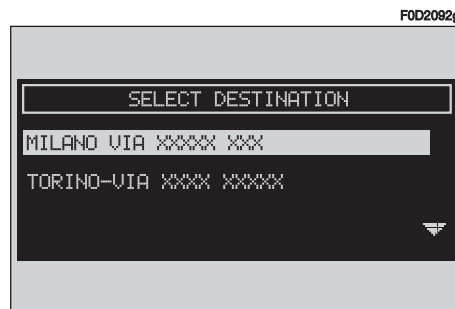 F0D2092g
SELECT DESTINATION
MILANO VIA XXXXX XXX
TORINO-VIA XXXX XXXXX